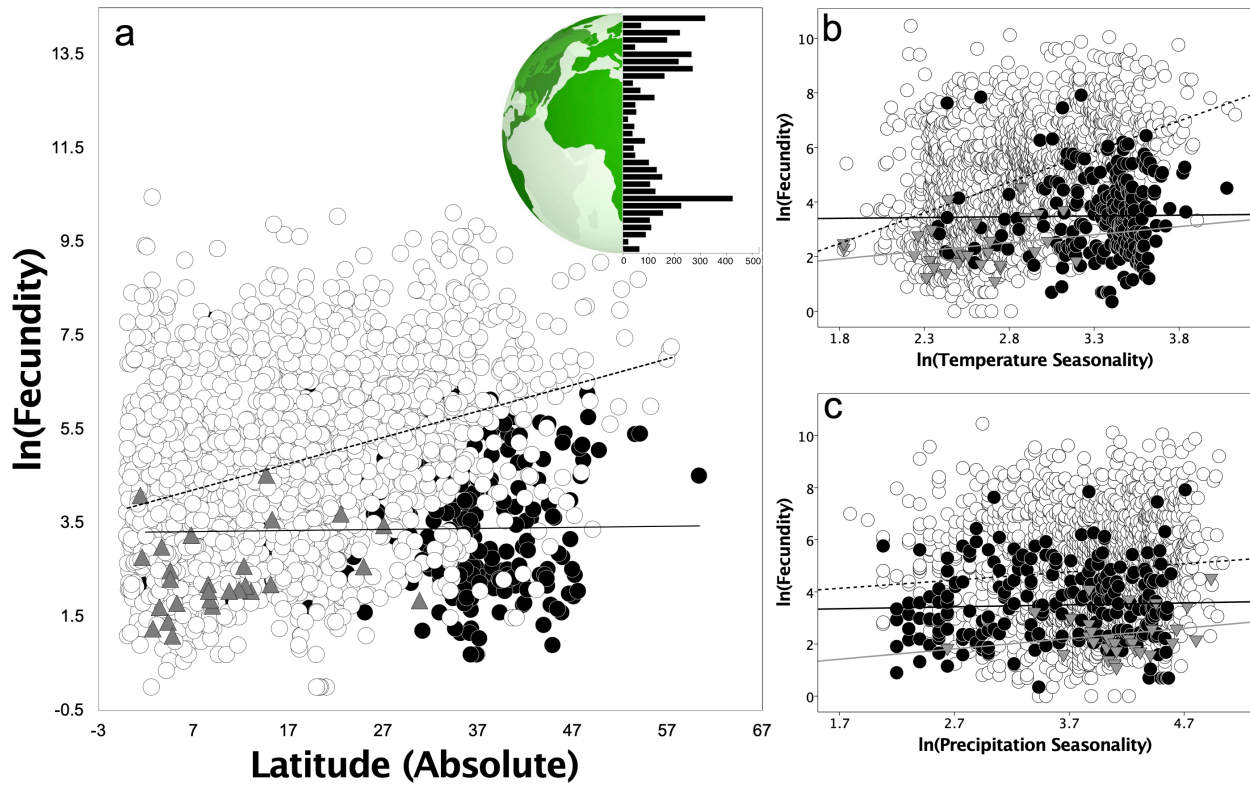 a
13.5
11.5
9.5
7.5
5.5
3.5
1.5
-0.5
ln(Fecundity)
-3 7 17 27 37 47 57 67
Latitude (Absolute)
0 100 200 300 400 500
b
10
8
6
4
2
0
ln(Fecundity)
1.8 2.3 2.8 3.3 3.8
ln(Temperature Seasonality)
c
10
8
6
4
2
0
ln(Fecundity)
1.7 2.7 3.7 4.7
ln(Precipitation Seasonality)